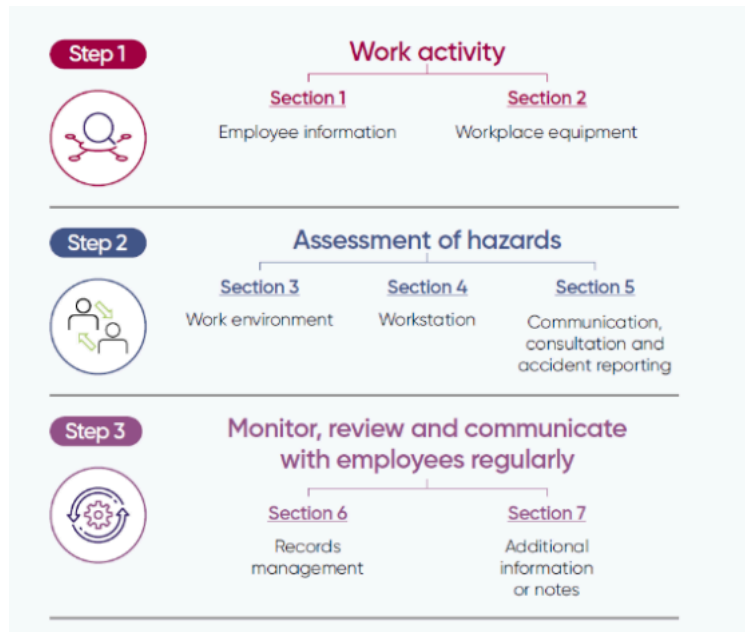 Step 1
Work activity
Section 1
Section 2
Employee information
Workplace equipment
Step 2
Assessment of hazards
Section 3
Section 4
Section 5
Work environment
Workstation
Communication,
consultation and
accident reporting
Step 3
Monitor, review and communicate
with employees regularly
Section 6
Section 7
Records
management
Additional
information
or notes